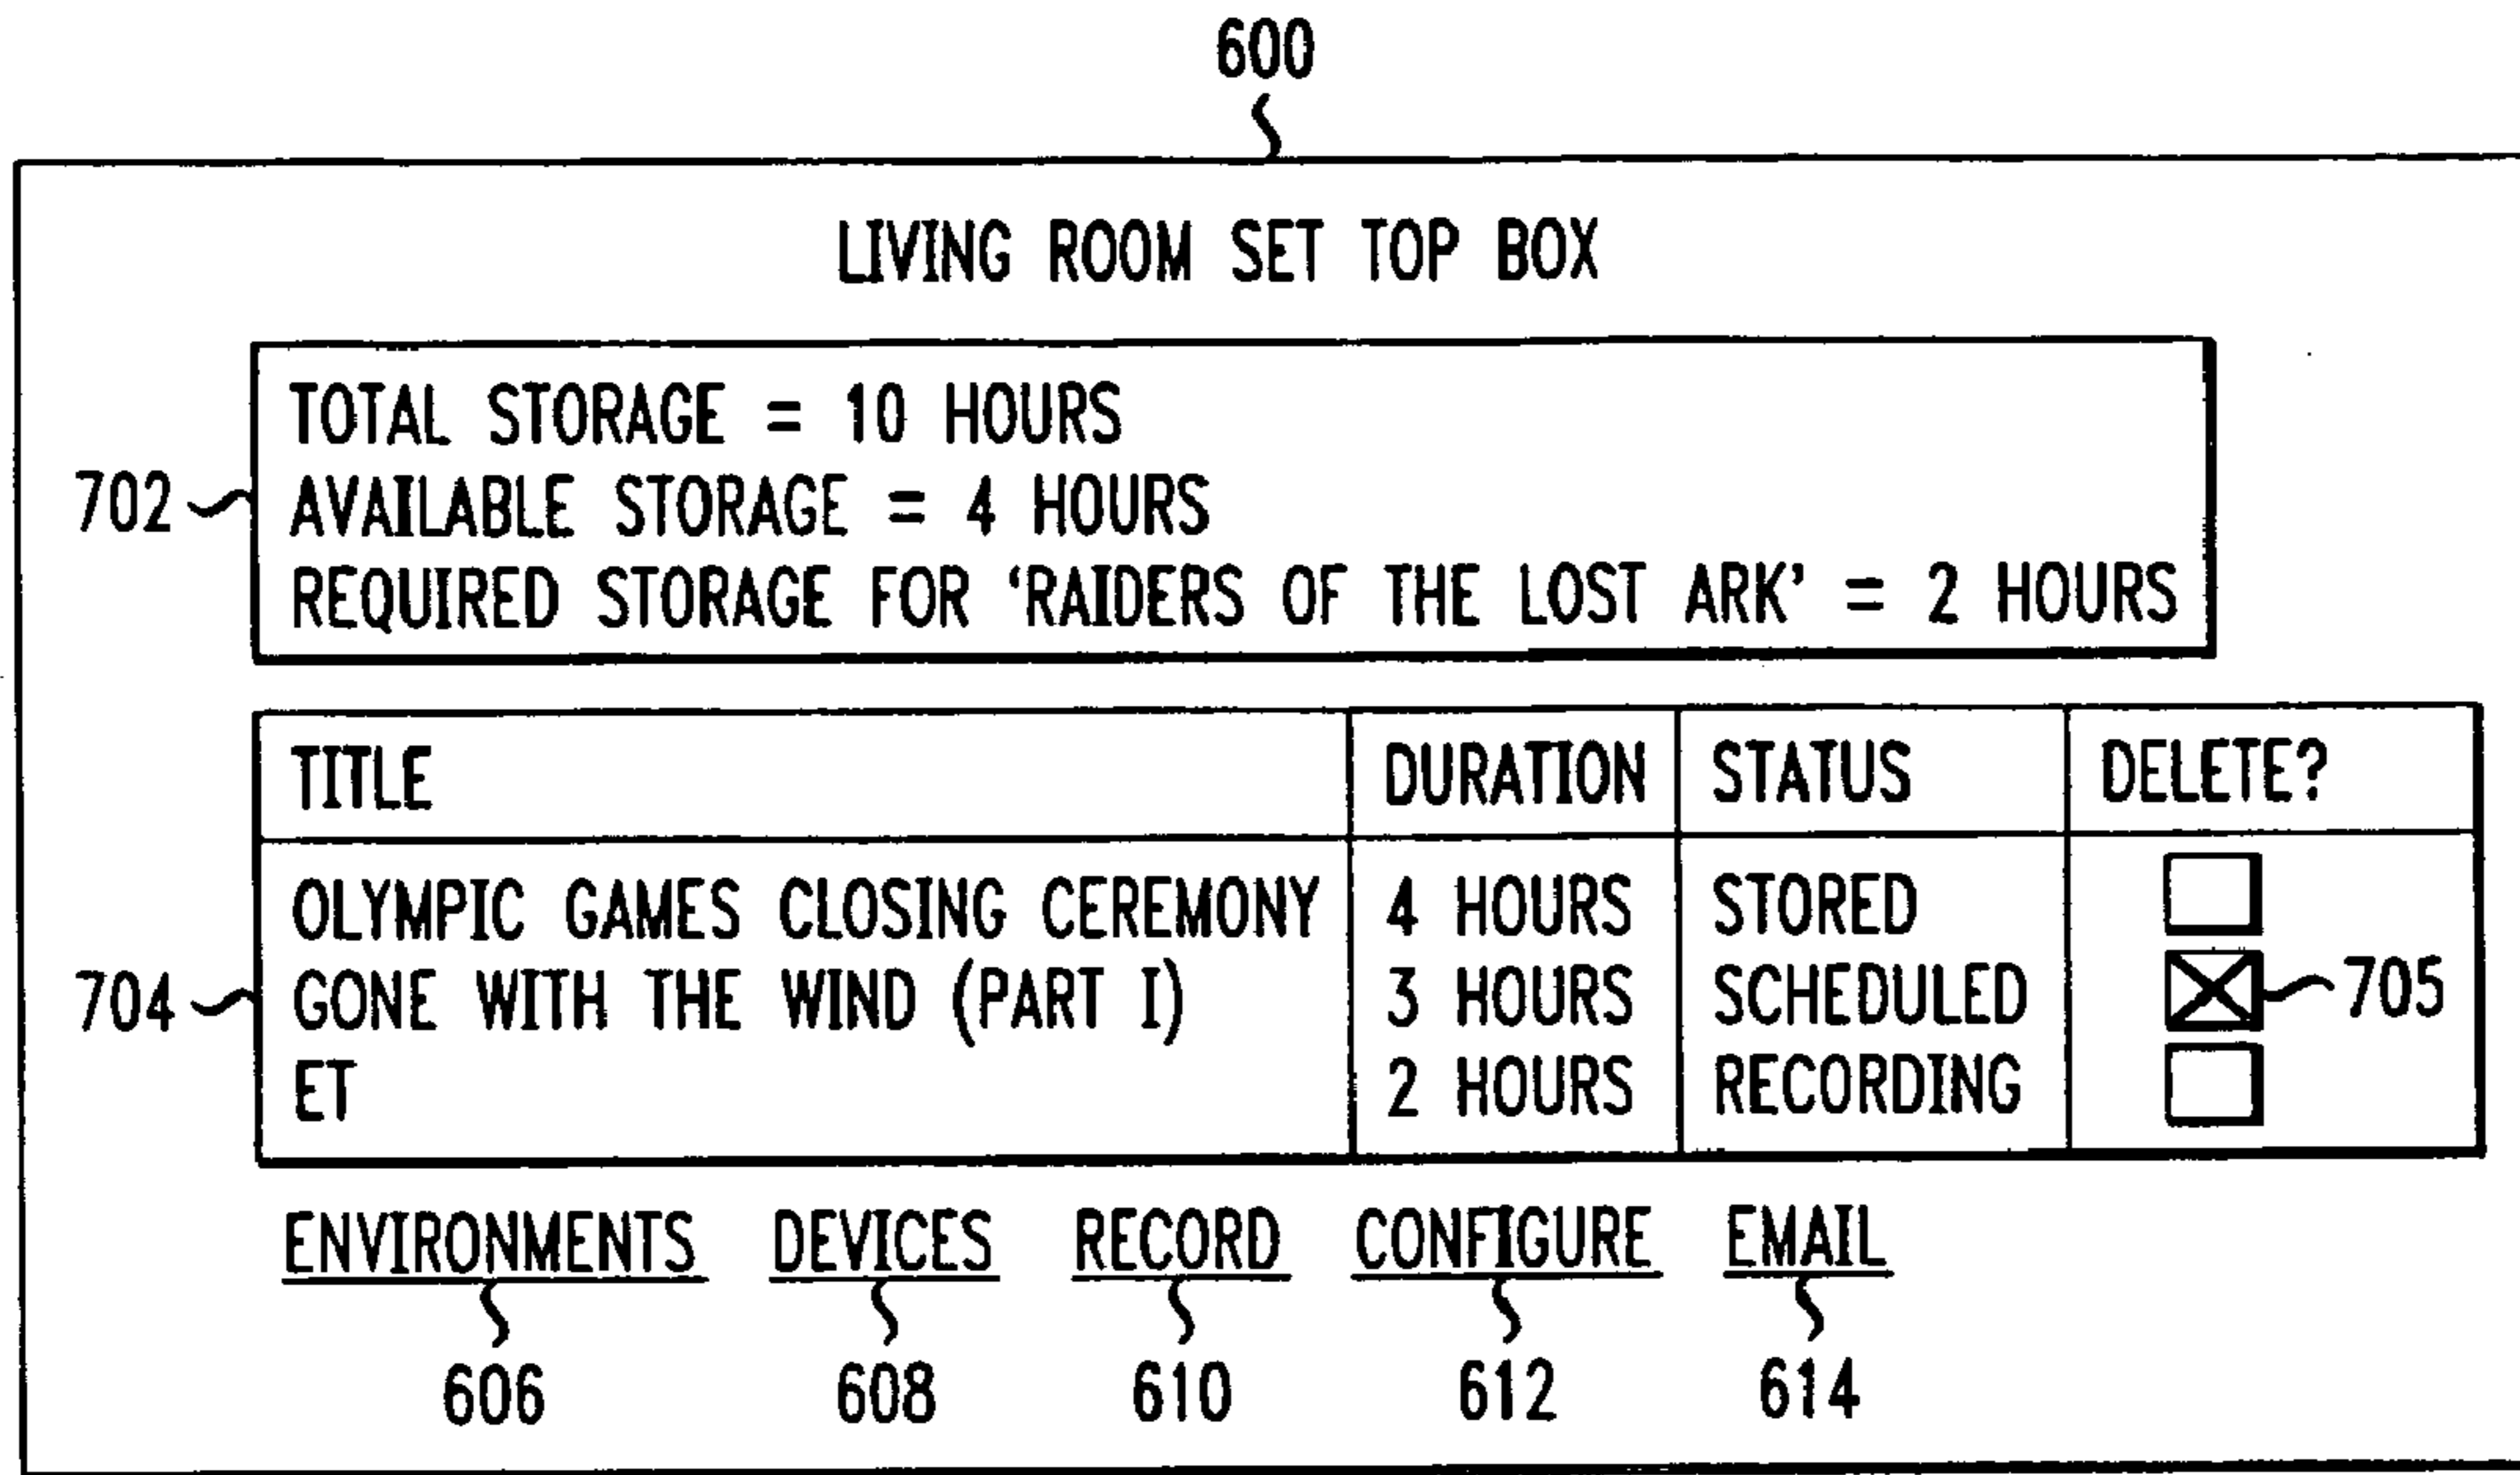 600
LIVING ROOM SET TOP BOX
TOTAL STORAGE = 10 HOURS
702 AVAILABLE STORAGE = 4 HOURS
REQUIRED STORAGE FOR ‘RAIDERS OF THE LOST ARK’ = 2 HOURS
TITLE DURATION STATUS DELETE?
OLYMPIC GAMES CLOSING CEREMONY 4 HOURS STORED
704 GONE WITH THE WIND (PART I) 3 HOURS SCHEDULED 705
ET 2 HOURS RECORDING
ENVIRONMENTS DEVICES RECORD CONFIGURE EMAIL
606 608 610 612 614